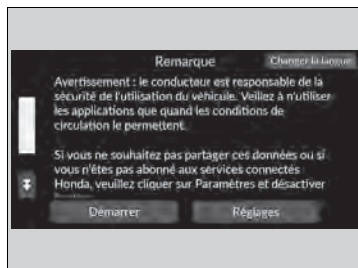 Remarque
Changer la langue
Avertissement : le conducteur est responsable de la
sécurité de l'utilisation du véhicule. Veillez à n'utiliser
les applications que quand les conditions de
circulation le permettent.
Si vous ne souhaitez pas partager ces données ou si
vous n'êtes pas abonné aux services connectés
Honda, veuillez cliquer sur Paramètres et désactiver
Démarrer
Réglages